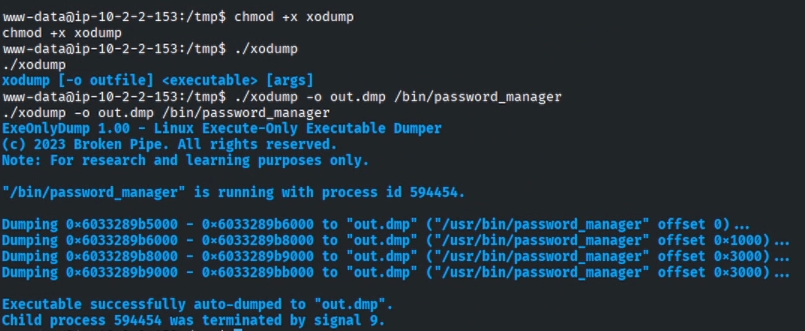 www-data@ip-10-2-2-153:/tmp$ chmod +x xodump
chmod +x xodump
www-data@ip-10-2-2-153:/tmp$ ./xodump
./xodump
xodump [-o outfile] <executable> [args]
www-data@ip-10-2-2-153:/tmp$ ./xodump -o out.dmp /bin/password_manager
./xodump -o out.dmp /bin/password_manager
ExeOnlyDump 1.00 - Linux Execute-Only Executable Dumper
(c) 2023 Broken Pipe. All rights reserved.
Note: For research and learning purposes only.
"/bin/password_manager" is running with process id 594454.
Dumping 0×6033289b5000 - 0×6033289b6000 to "out.dmp" ("/usr/bin/password_manager" offset 0)...
Dumping 0×6033289b6000 - 0×6033289b8000 to "out.dmp" ("/usr/bin/password_manager" offset 0×1000)...
Dumping 0×6033289b8000 - 0×6033289b9000 to "out.dmp" ("/usr/bin/password_manager" offset 0×3000)...
Dumping 0×6033289b9000 - 0×6033289bb000 to "out.dmp" ("/usr/bin/password_manager" offset 0×3000)...
Executable successfully auto-dumped to "out.dmp".
Child process 594454 was terminated by signal 9.